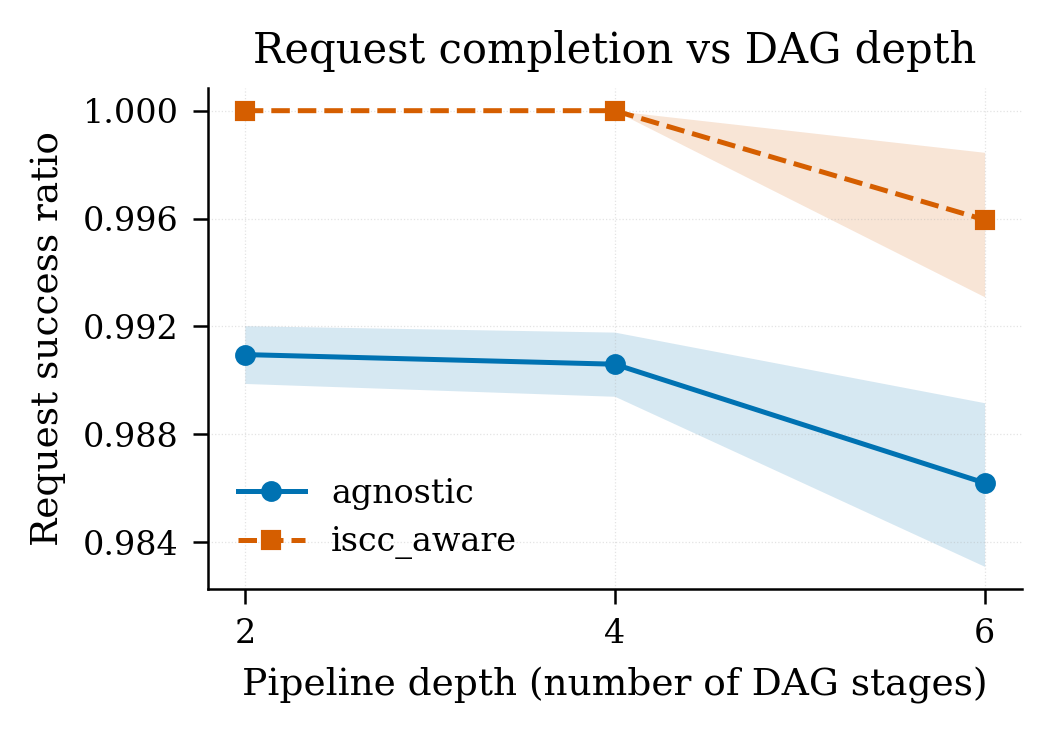 Request completion vs DAG depth
Request success ratio
1.000
0.996
0.992
0.988
0.984
agnostic
iscc_aware
2 4 6
Pipeline depth (number of DAG stages)